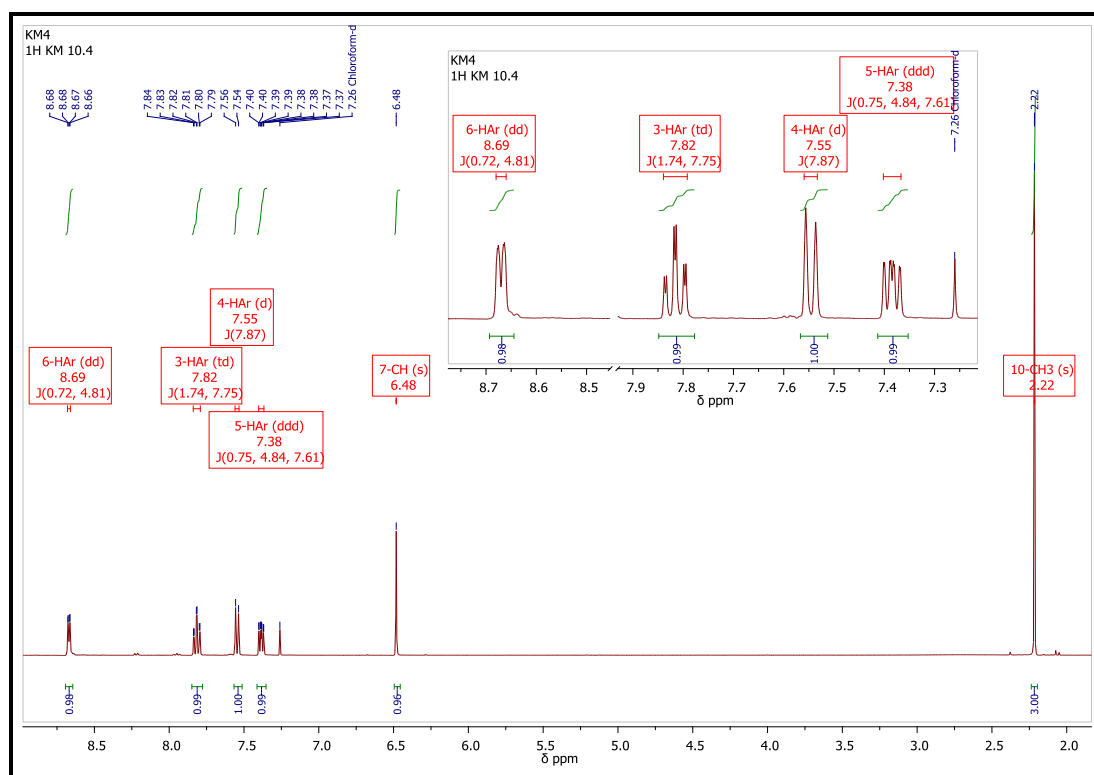 KM4
1H KM 10.4
8.68
8.68
8.67
8.66
7.84
7.83
7.82
7.81
7.80
7.79
7.56
7.54
7.40
7.40
7.39
7.39
7.38
7.38
7.37
7.37
7.26 Chloroform-d
6.48
2.22
KM4
1H KM 10.4
7.26 Chloroform-d
5-HAr (ddd)
7.38
J(0.75, 4.84, 7.61)
6-HAr (dd)
8.69
J(0.72, 4.81)
3-HAr (td)
7.82
J(1.74, 7.75)
4-HAr (d)
7.55
J(7.87)
0.98
0.99
1.00
0.99
8.7 8.6 8.5 7.9 7.8 7.7 7.6 7.5 7.4 7.3
δ ppm
4-HAr (d)
7.55
J(7.87)
6-HAr (dd)
8.69
J(0.72, 4.81)
3-HAr (td)
7.82
J(1.74, 7.75)
5-HAr (ddd)
7.38
J(0.75, 4.84, 7.61)
7-CH (s)
6.48
10-CH3 (s)
2.22
0.98
0.99
1.00
0.99
0.96
3.00
8.5 8.0 7.5 7.0 6.5 6.0 5.5 5.0 4.5 4.0 3.5 3.0 2.5 2.0
δ ppm